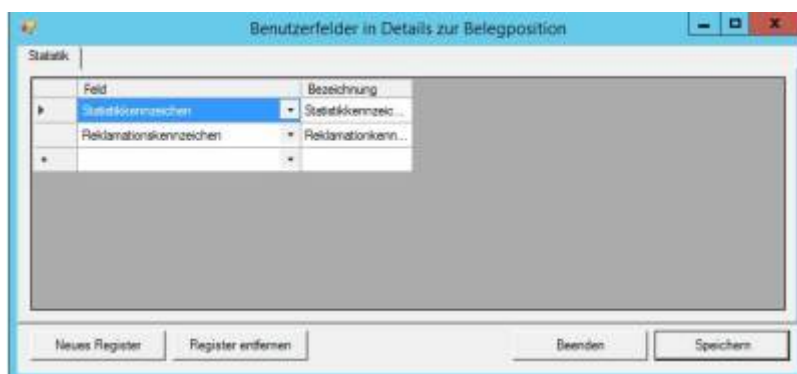 Benutzerfelder in Details zur Belegposition
Statistik
Feld Bezeichnung
Statistikkennzeichen Statistikkennzeic...
Reklamationskennzeichen Reklamationkenn...
Neues Register Register entfernen Beenden Speichern